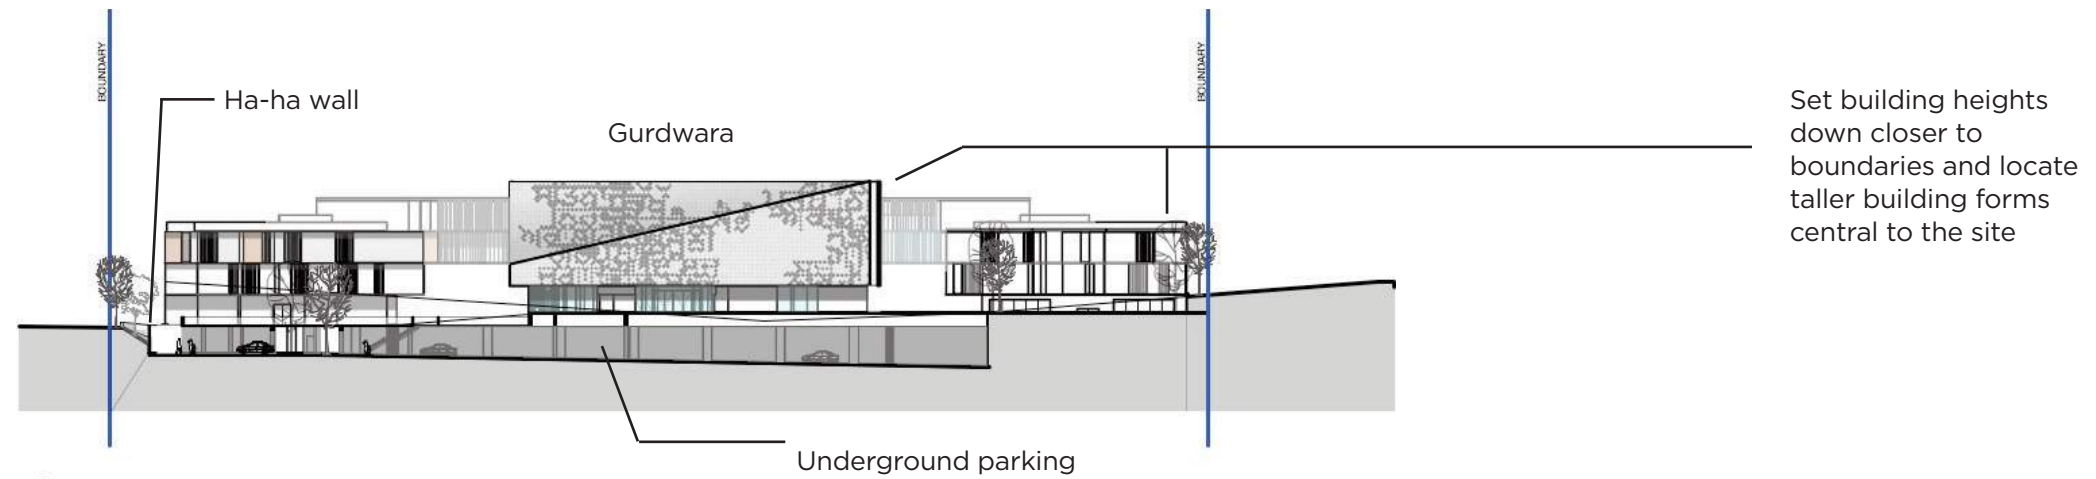 BOUNDARY
BOUNDARY
Ha-ha wall
Gurdwara
Set building heights
down closer to
boundaries and locate
taller building forms
central to the site
Underground parking